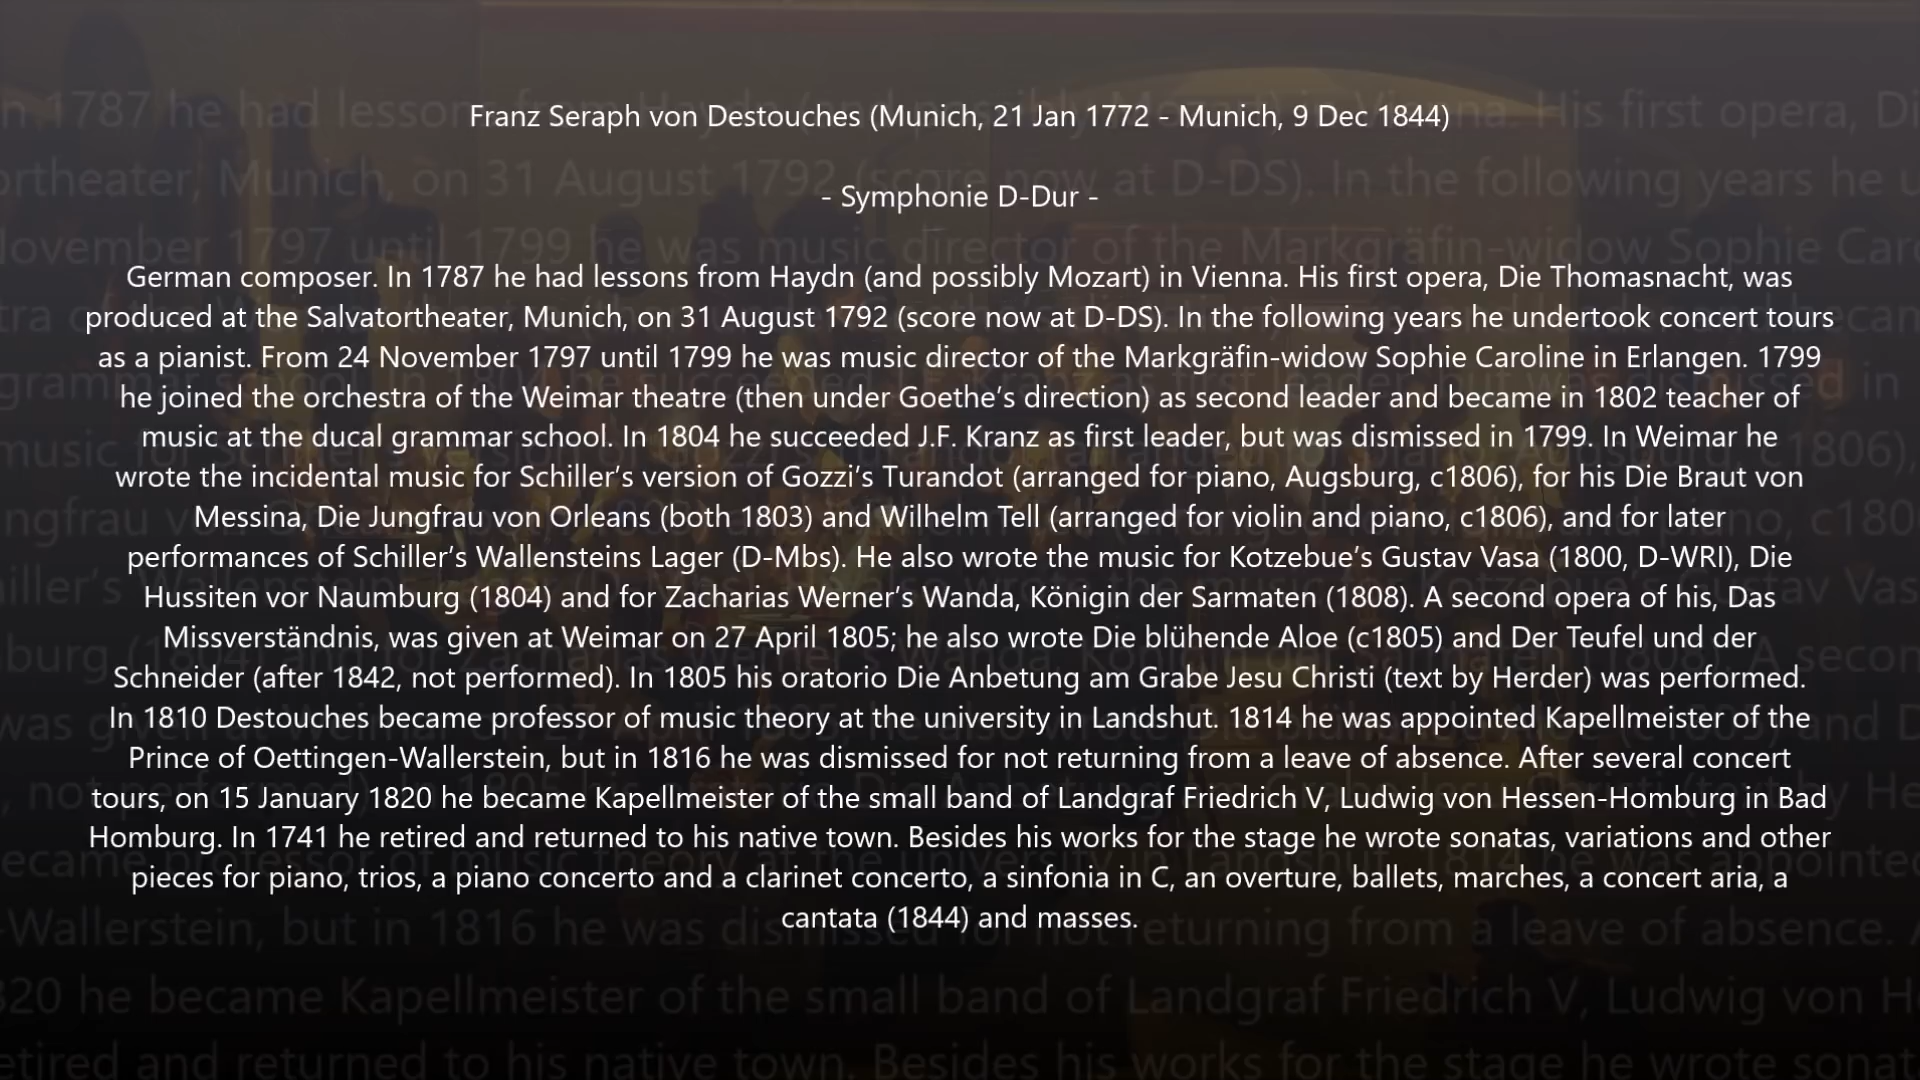 Franz Seraph von Destouches (Munich, 21 Jan 1772 - Munich, 9 Dec 1844)
- Symphonie D-Dur -
German composer. In 1787 he had lessons from Haydn (and possibly Mozart) in Vienna. His first opera, Die Thomasnacht, was
produced at the Salvatortheater, Munich, on 31 August 1792 (score now at D-DS). In the following years he undertook concert tours
as a pianist. From 24 November 1797 until 1799 he was music director of the Markgräfin-widow Sophie Caroline in Erlangen. 1799
he joined the orchestra of the Weimar theatre (then under Goethe’s direction) as second leader and became in 1802 teacher of
music at the ducal grammar school. In 1804 he succeeded J.F. Kranz as first leader, but was dismissed in 1799. In Weimar he
wrote the incidental music for Schiller’s version of Gozzi’s Turandot (arranged for piano, Augsburg, c1806), for his Die Braut von
Messina, Die Jungfrau von Orleans (both 1803) and Wilhelm Tell (arranged for violin and piano, c1806), and for later
performances of Schiller’s Wallensteins Lager (D-Mbs). He also wrote the music for Kotzebue’s Gustav Vasa (1800, D-WRI), Die
Hussiten vor Naumburg (1804) and for Zacharias Werner’s Wanda, Königin der Sarmaten (1808). A second opera of his, Das
Missverständnis, was given at Weimar on 27 April 1805; he also wrote Die blühende Aloe (c1805) and Der Teufel und der
Schneider (after 1842, not performed). In 1805 his oratorio Die Anbetung am Grabe Jesu Christi (text by Herder) was performed.
In 1810 Destouches became professor of music theory at the university in Landshut. 1814 he was appointed Kapellmeister of the
Prince of Oettingen-Wallerstein, but in 1816 he was dismissed for not returning from a leave of absence. After several concert
tours, on 15 January 1820 he became Kapellmeister of the small band of Landgraf Friedrich V, Ludwig von Hessen-Homburg in Bad
Homburg. In 1741 he retired and returned to his native town. Besides his works for the stage he wrote sonatas, variations and other
pieces for piano, trios, a piano concerto and a clarinet concerto, a sinfonia in C, an overture, ballets, marches, a concert aria, a
cantata (1844) and masses.